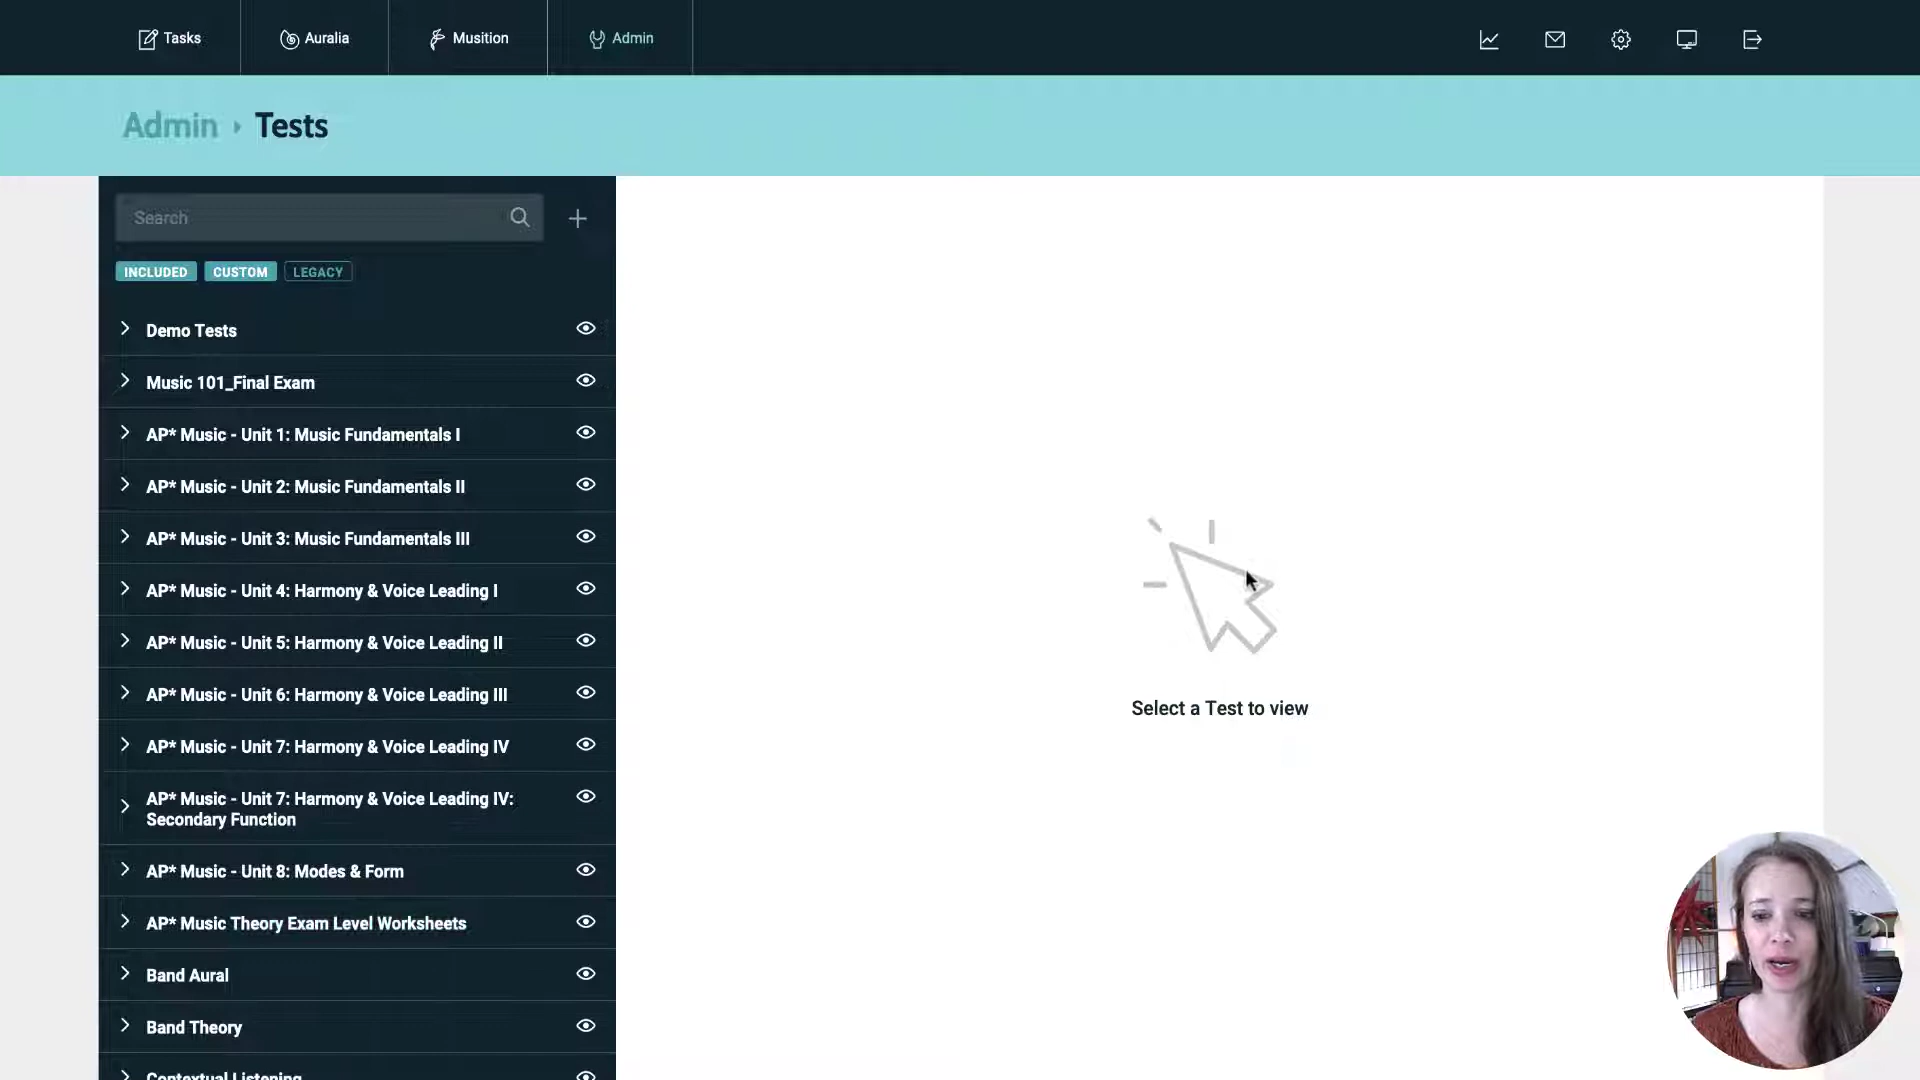 Tasks
Auralia
Musition
Admin
Admin
Tests
Search
INCLUDED
CUSTOM
LEGACY
Demo Tests
Music 101_Final Exam
AP* Music - Unit 1: Music Fundamentals I
AP* Music - Unit 2: Music Fundamentals II
AP* Music - Unit 3: Music Fundamentals III
AP* Music - Unit 4: Harmony & Voice Leading I
AP* Music - Unit 5: Harmony & Voice Leading II
AP* Music - Unit 6: Harmony & Voice Leading III
AP* Music - Unit 7: Harmony & Voice Leading IV
AP* Music - Unit 7: Harmony & Voice Leading IV:
Secondary Function
AP* Music - Unit 8: Modes & Form
AP* Music Theory Exam Level Worksheets
Band Aural
Band Theory
Contextual Listening
Select a Test to view